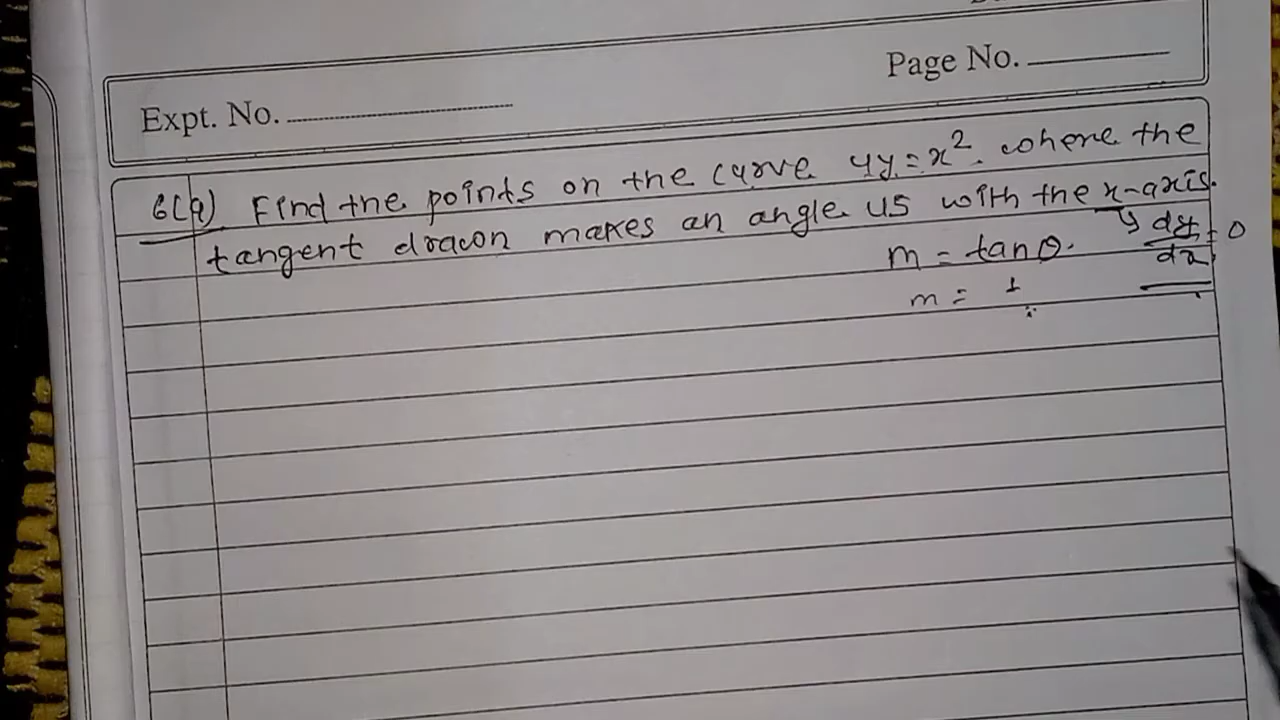 Page No.
Expt. No.
6(a) Find the points on the curve 4y = x². where the
tangent drawn makes an angle 45 with the x-axis.
m = tanθ. dy/dx = 0
m = 1